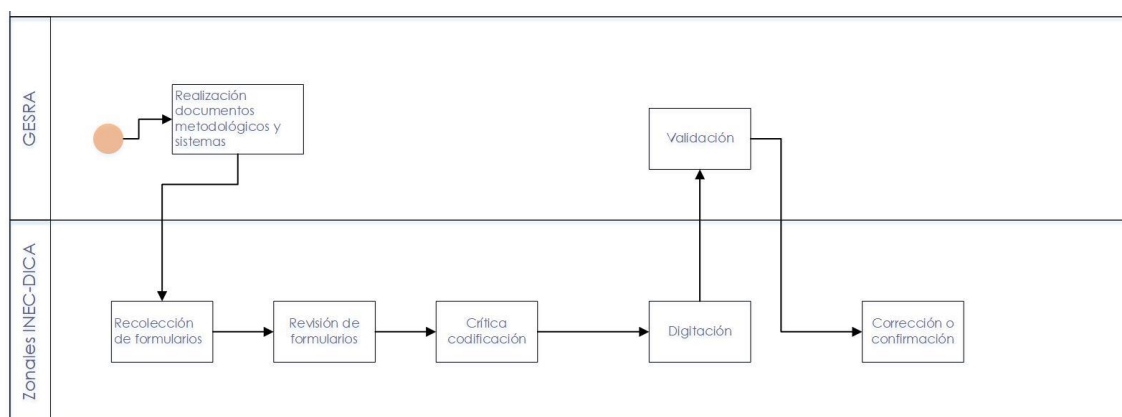 GESRA
Realización
documentos
metodológicos y
sistemas
Validación
Zonales INEC-DICA
Recolección
de formularios
Revisión de
formularios
Crítica
codificación
Digitación
Corrección o
confirmación